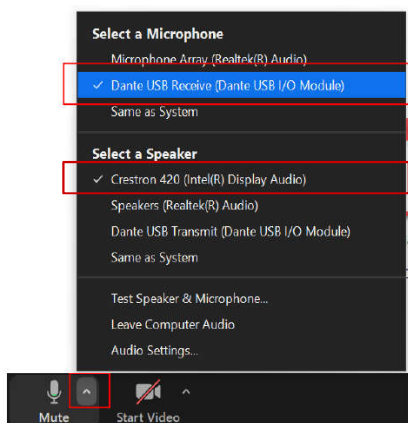 Select a Microphone
Microphone Array (Realtek(R) Audio)
✓ Dante USB Receive (Dante USB I/O Module)
Same as System
Select a Speaker
✓ Crestron 420 (Intel(R) Display Audio)
Speakers (Realtek(R) Audio)
Dante USB Transmit (Dante USB I/O Module)
Same as System
Test Speaker & Microphone...
Leave Computer Audio
Audio Settings...
Mute
Start Video